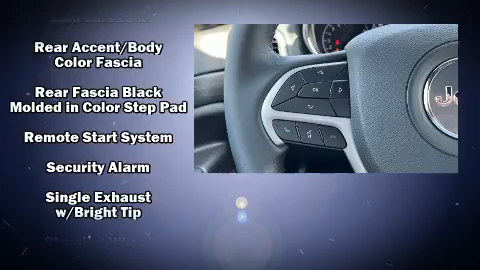 Rear Accent/Body
Color Fascia
Rear Fascia Black
Molded in Color Step Pad
Remote Start System
Security Alarm
Single Exhaust
w/Bright Tip
OK